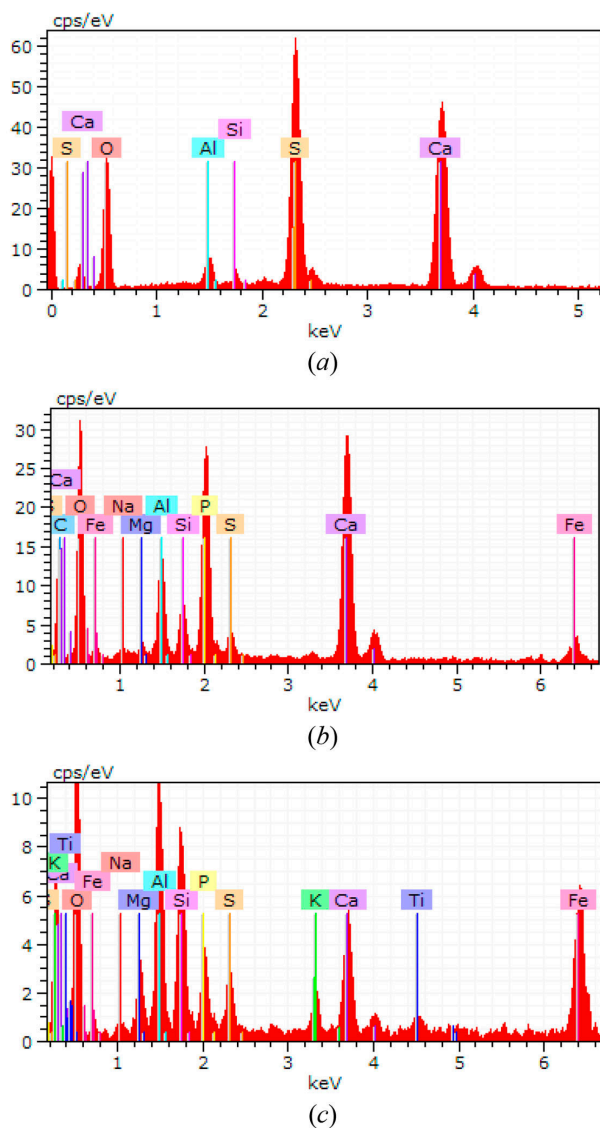 cps/eV
60
50
Ca
Si
40
S O Al S Ca
30
20
10
0
0 1 2 3 4 5
keV
(a)
cps/eV
30
25
Ca
20
O Na Al P
C Fe Mg Si S Ca Fe
15
10
5
0
1 2 3 4 5 6
keV
(b)
cps/eV
10
8
Ti
K Na
Ca Fe Al P
6
O Mg Si S K Ca Ti Fe
4
2
0
1 2 3 4 5 6
keV
(c)